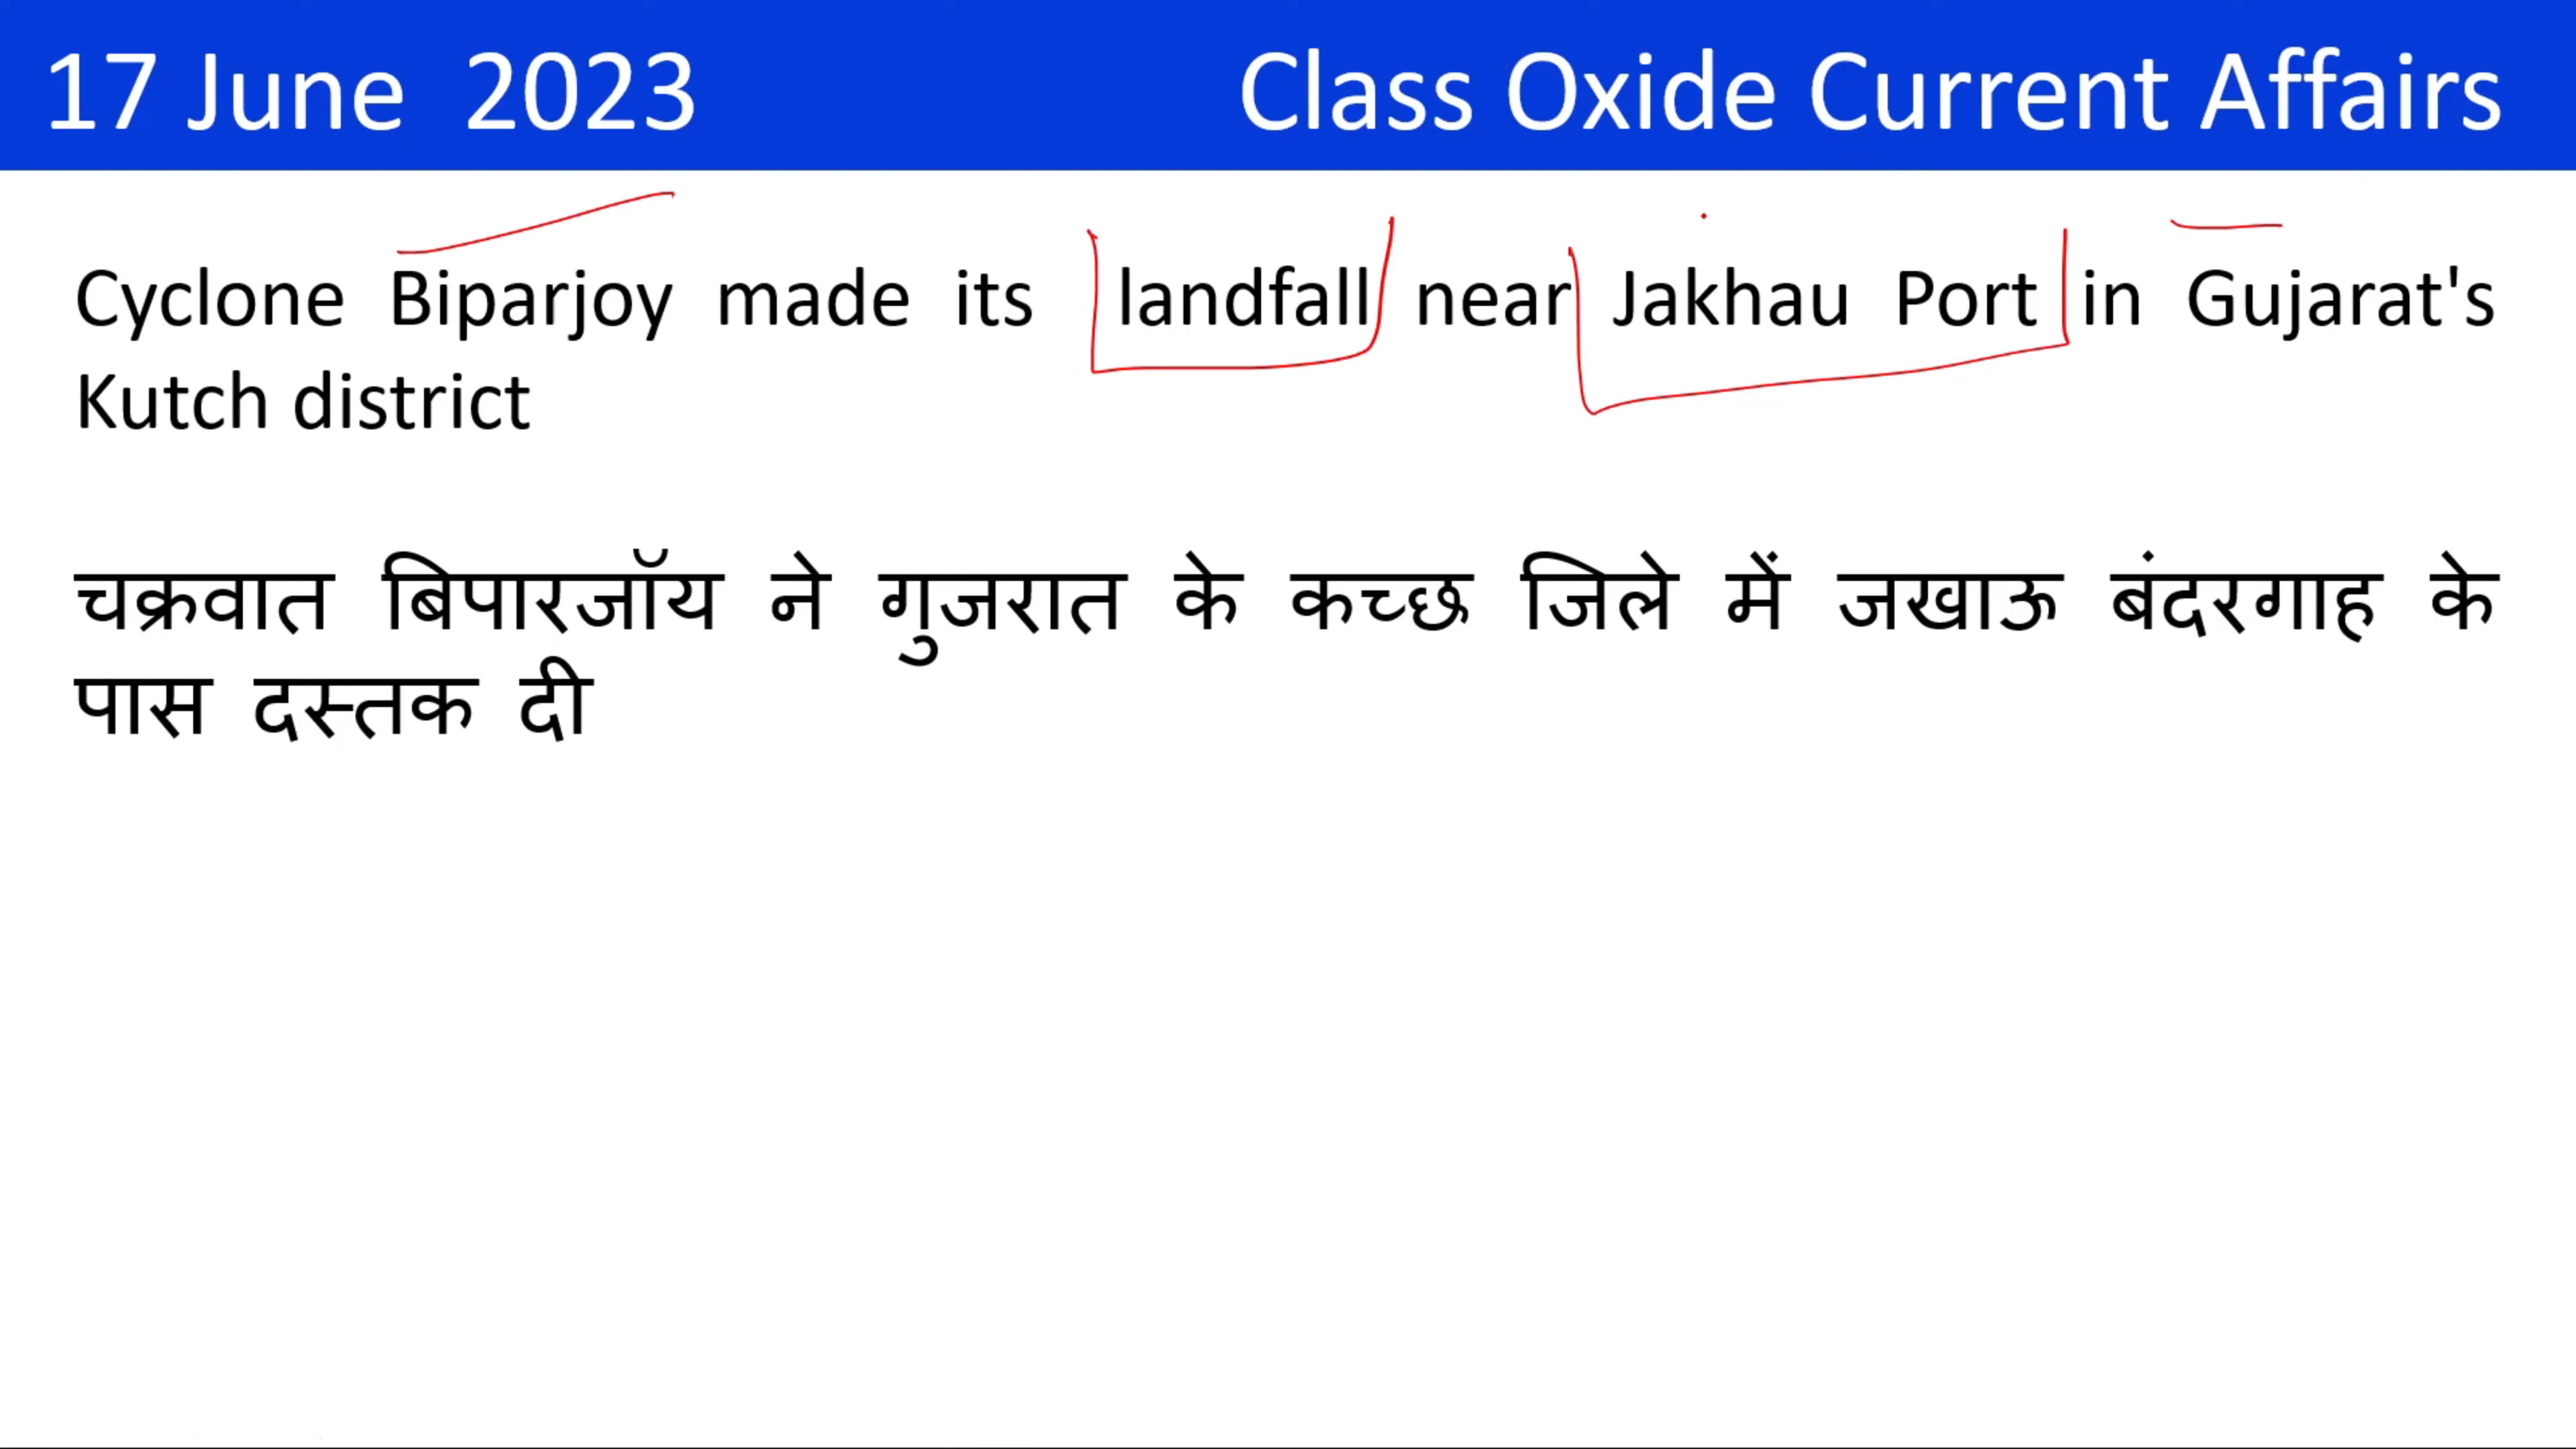 17 June 2023 Class Oxide Current Affairs
Cyclone Biparjoy made its landfall near Jakhau Port in Gujarat's
Kutch district
चक्रवात बिपारजॉय ने गुजरात के कच्छ जिले में जखाऊ बंदरगाह के
पास दस्तक दी